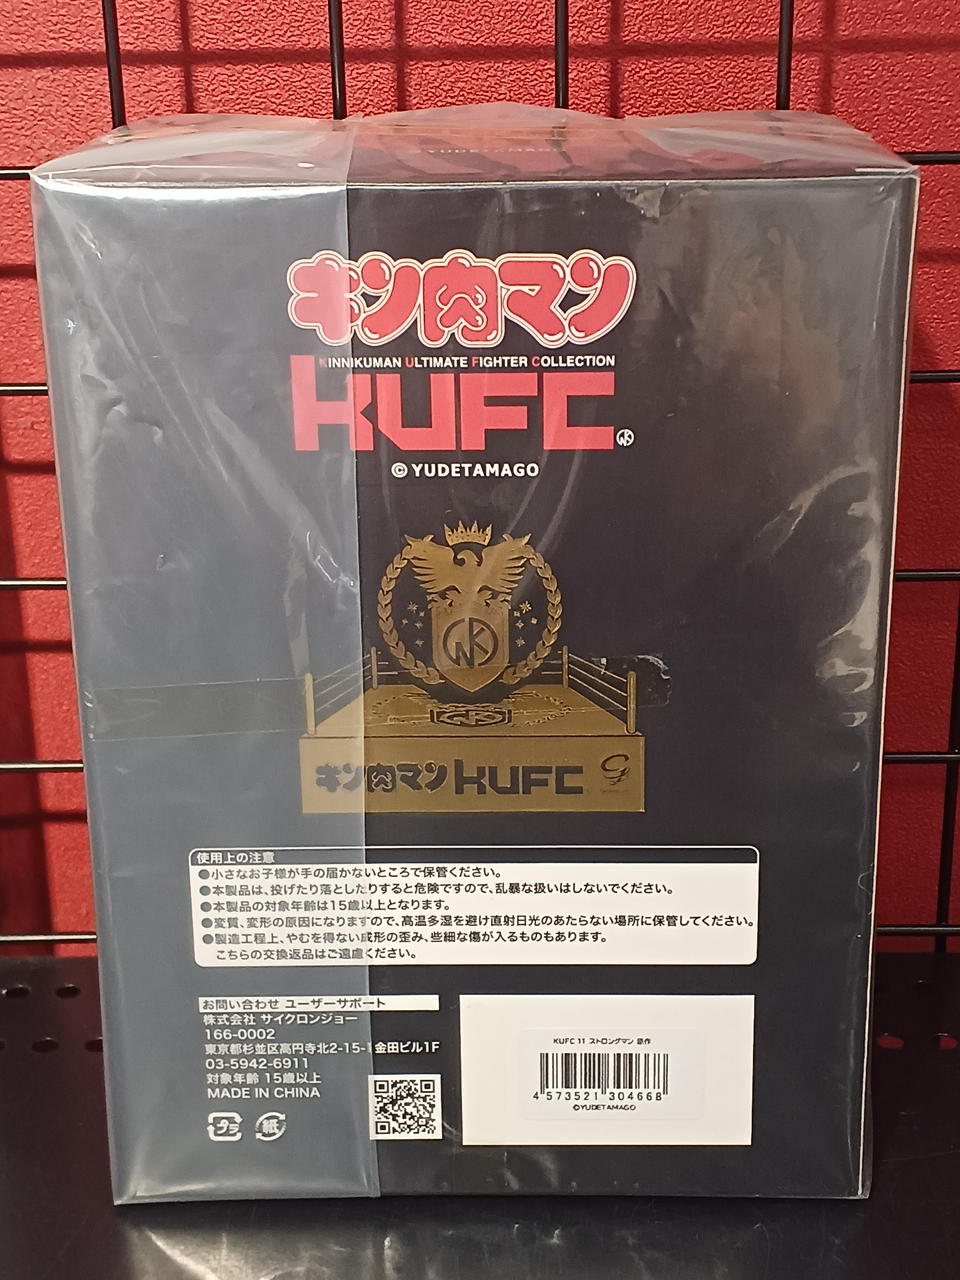 YUDETAMAGO
キン肉マン
KINNIKUMAN ULTIMATE FIGHTER COLLECTION
KUFC
© YUDETAMAGO
キン肉マン KUFC
使用上の注意
●小さなお子様が手の届かないところで保管ください。
●本製品は、投げたり落としたりすると危険ですので、乱暴な扱いはしないでください。
●本製品の対象年齢は15歳以上となります。
●変質、変形の原因になりますので、高温多湿を避け直射日光のあたらない場所に保管してください。
●製造工程上、やむを得ない成形の歪み、些細な傷が入るものもあります。
こちらの交換返品はご遠慮ください。
お問い合わせ ユーザーサポート
株式会社 サイクロンジョー
166-0002
東京都杉並区高円寺北2-15-1 金田ビル1F
03-5942-6911
対象年齢 15歳以上
MADE IN CHINA
プラ 紙
KUFC 11 ストロングマン 原作
4 573521 304668
©YUDETAMAGO